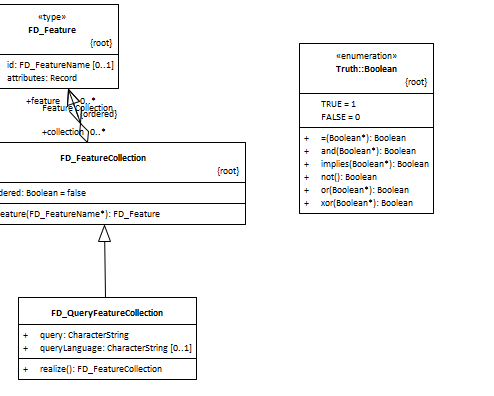 «type»
FD_Feature
{root}
id: FD_FeatureName [0..1]
attributes: Record
+feature 0..*
Feature Collection
{ordered}
+collection 0..*
FD_FeatureCollection
{root}
dered: Boolean = false
eature(FD_FeatureName*): FD_Feature
FD_QueryFeatureCollection
+ query: CharacterString
+ queryLanguage: CharacterString [0..1]
+ realize(): FD_FeatureCollection
«enumeration»
Truth::Boolean
{root}
TRUE = 1
FALSE = 0
+ =(Boolean*): Boolean
+ and(Boolean*): Boolean
+ implies(Boolean*): Boolean
+ not(): Boolean
+ or(Boolean*): Boolean
+ xor(Boolean*): Boolean